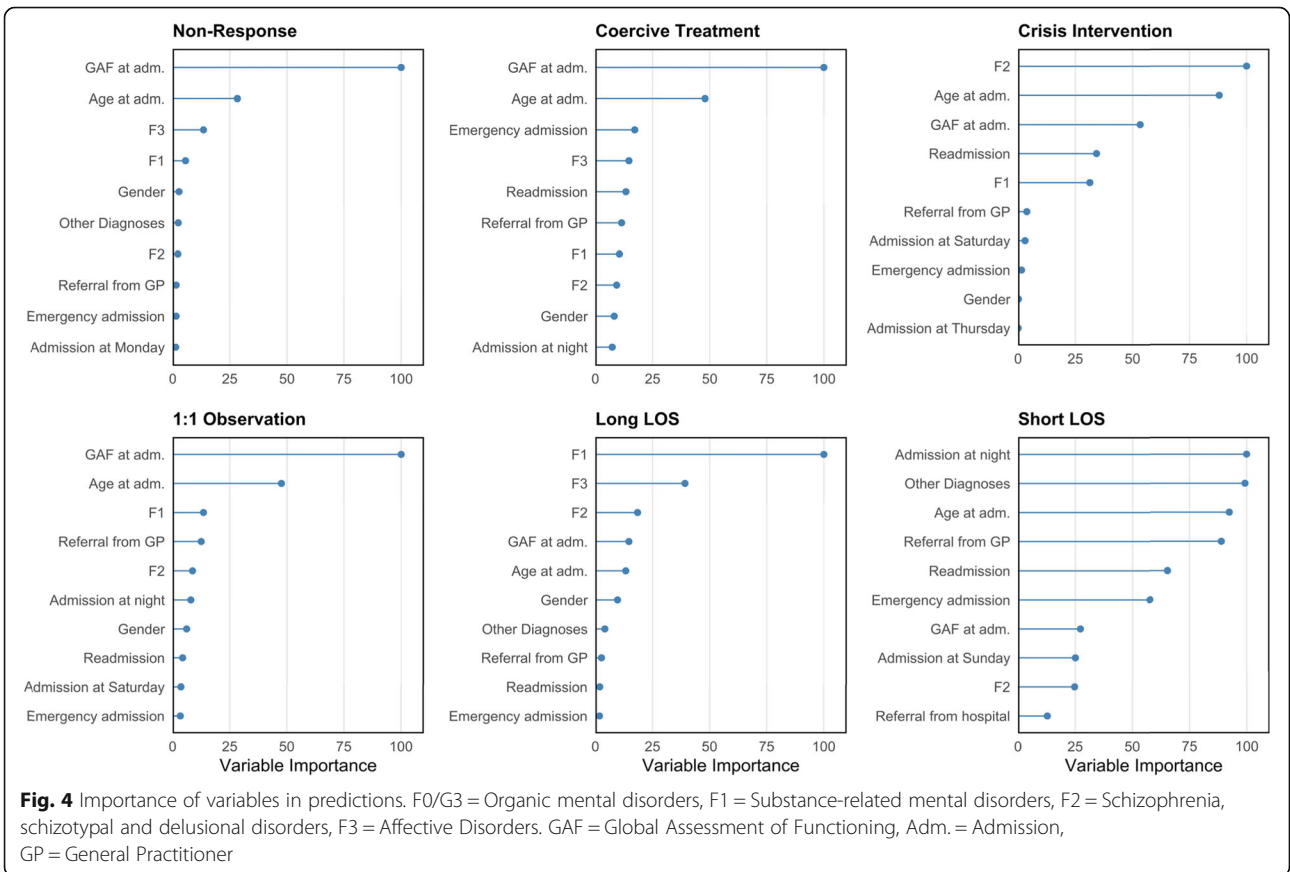 Non-Response
GAF at adm.
Age at adm.
F3
F1
Gender
Other Diagnoses
F2
Referral from GP
Emergency admission
Admission at Monday
0 25 50 75 100
Coercive Treatment
GAF at adm.
Age at adm.
Emergency admission
F3
Readmission
Referral from GP
F1
F2
Gender
Admission at night
0 25 50 75 100
Crisis Intervention
F2
Age at adm.
GAF at adm.
Readmission
F1
Referral from GP
Admission at Saturday
Emergency admission
Gender
Admission at Thursday
0 25 50 75 100
1:1 Observation
GAF at adm.
Age at adm.
F1
Referral from GP
F2
Admission at night
Gender
Readmission
Admission at Saturday
Emergency admission
0 25 50 75 100
Variable Importance
Long LOS
F1
F3
F2
GAF at adm.
Age at adm.
Gender
Other Diagnoses
Referral from GP
Readmission
Emergency admission
0 25 50 75 100
Variable Importance
Short LOS
Admission at night
Other Diagnoses
Age at adm.
Referral from GP
Readmission
Emergency admission
GAF at adm.
Admission at Sunday
F2
Referral from hospital
0 25 50 75 100
Variable Importance
Fig. 4 Importance of variables in predictions. F0/G3 = Organic mental disorders, F1 = Substance-related mental disorders, F2 = Schizophrenia,
schizotypal and delusional disorders, F3 = Affective Disorders. GAF = Global Assessment of Functioning, Adm. = Admission,
GP = General Practitioner